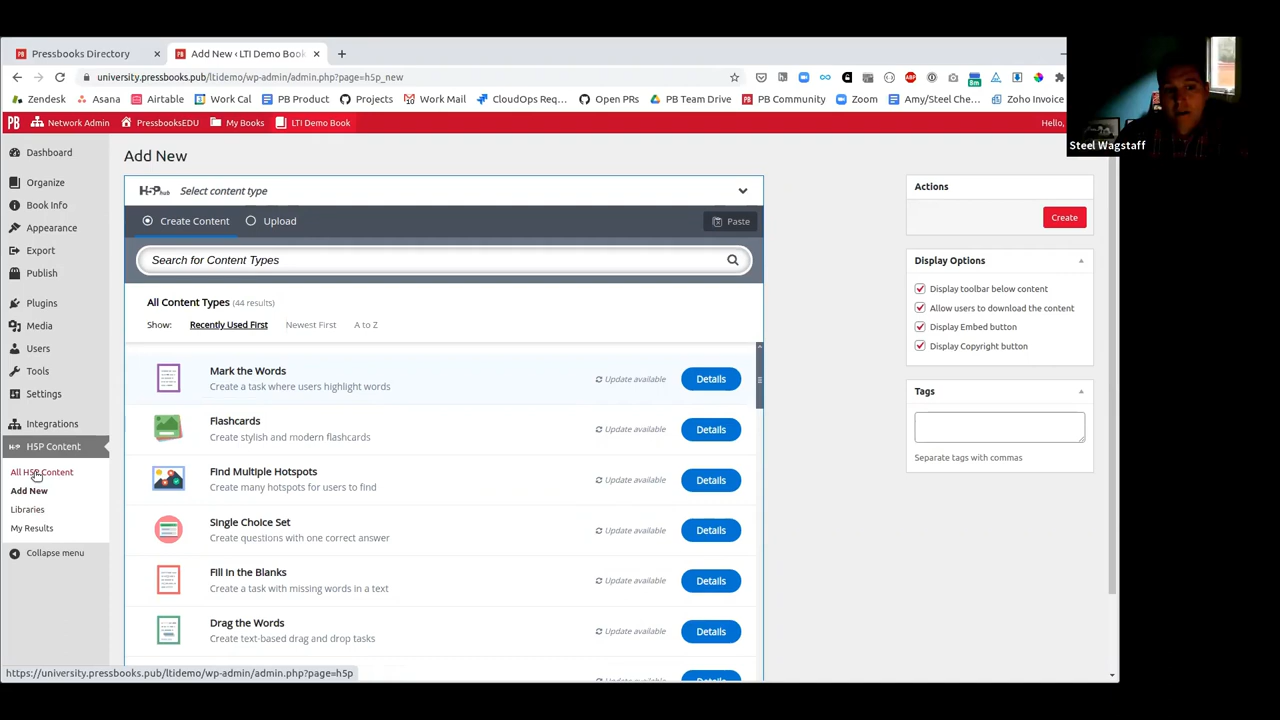 Pressbooks Directory
Add New ‹ LTI Demo Book
university.pressbooks.pub/ltidemo/wp-admin/admin.php?page=h5p_new
Zendesk
Asana
Airtable
Work Cal
PB Product
Projects
Work Mail
CloudOps Req...
Open PRs
PB Team Drive
PB Community
Zoom
Amy/Steel Che...
Zoho Invoice
Network Admin
PressbooksEDU
My Books
LTI Demo Book
Hello,
Steel Wagstaff
Dashboard
Organize
Book Info
Appearance
Export
Publish
Plugins
Media
Users
Tools
Settings
Integrations
H5P Content
All H5P Content
Add New
Libraries
My Results
Collapse menu
Add New
H5P hub Select content type
Create Content
Upload
Paste
Search for Content Types
All Content Types (44 results)
Show: Recently Used First Newest First A to Z
Mark the Words
Create a task where users highlight words
Update available
Details
Flashcards
Create stylish and modern flashcards
Update available
Details
Find Multiple Hotspots
Create many hotspots for users to find
Update available
Details
Single Choice Set
Create questions with one correct answer
Update available
Details
Fill in the Blanks
Create a task with missing words in a text
Update available
Details
Drag the Words
Create text-based drag and drop tasks
Update available
Details
Actions
Create
Display Options
Display toolbar below content
Allow users to download the content
Display Embed button
Display Copyright button
Tags
Separate tags with commas
https://university.pressbooks.pub/ltidemo/wp-admin/admin.php?page=h5p